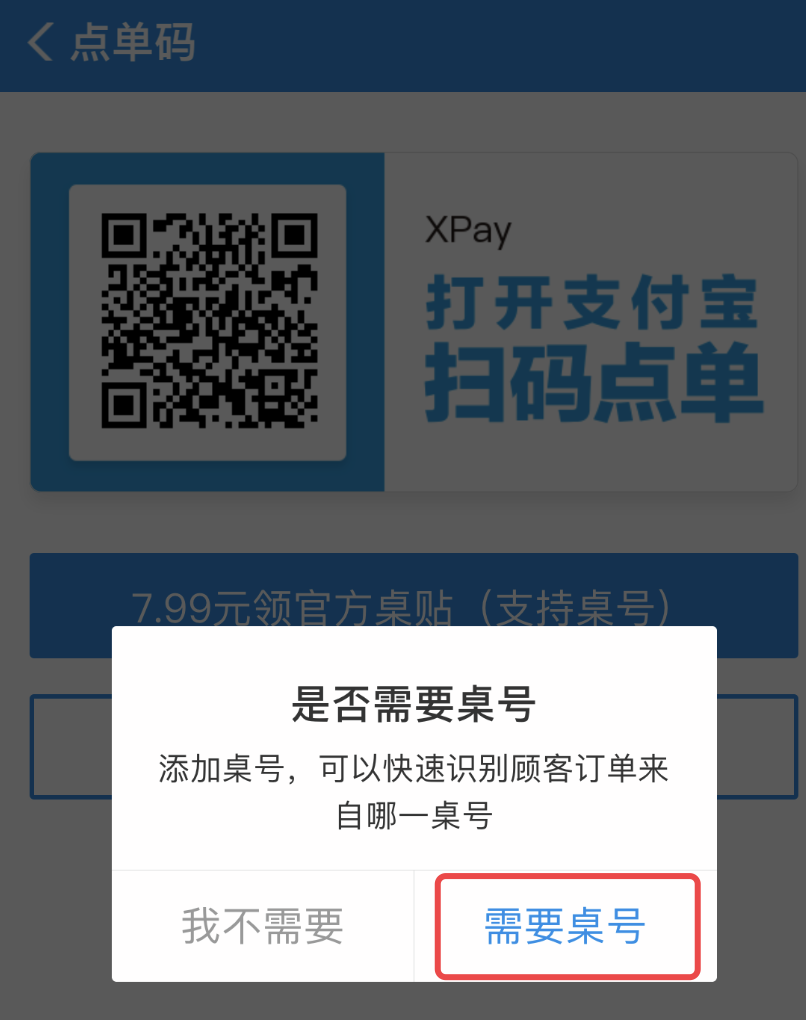 点单码
XPay
打开支付宝
扫码点单
7.99元领官方桌贴（支持桌号）
是否需要桌号
添加桌号，可以快速识别顾客订单来
自哪一桌号
我不需要
需要桌号